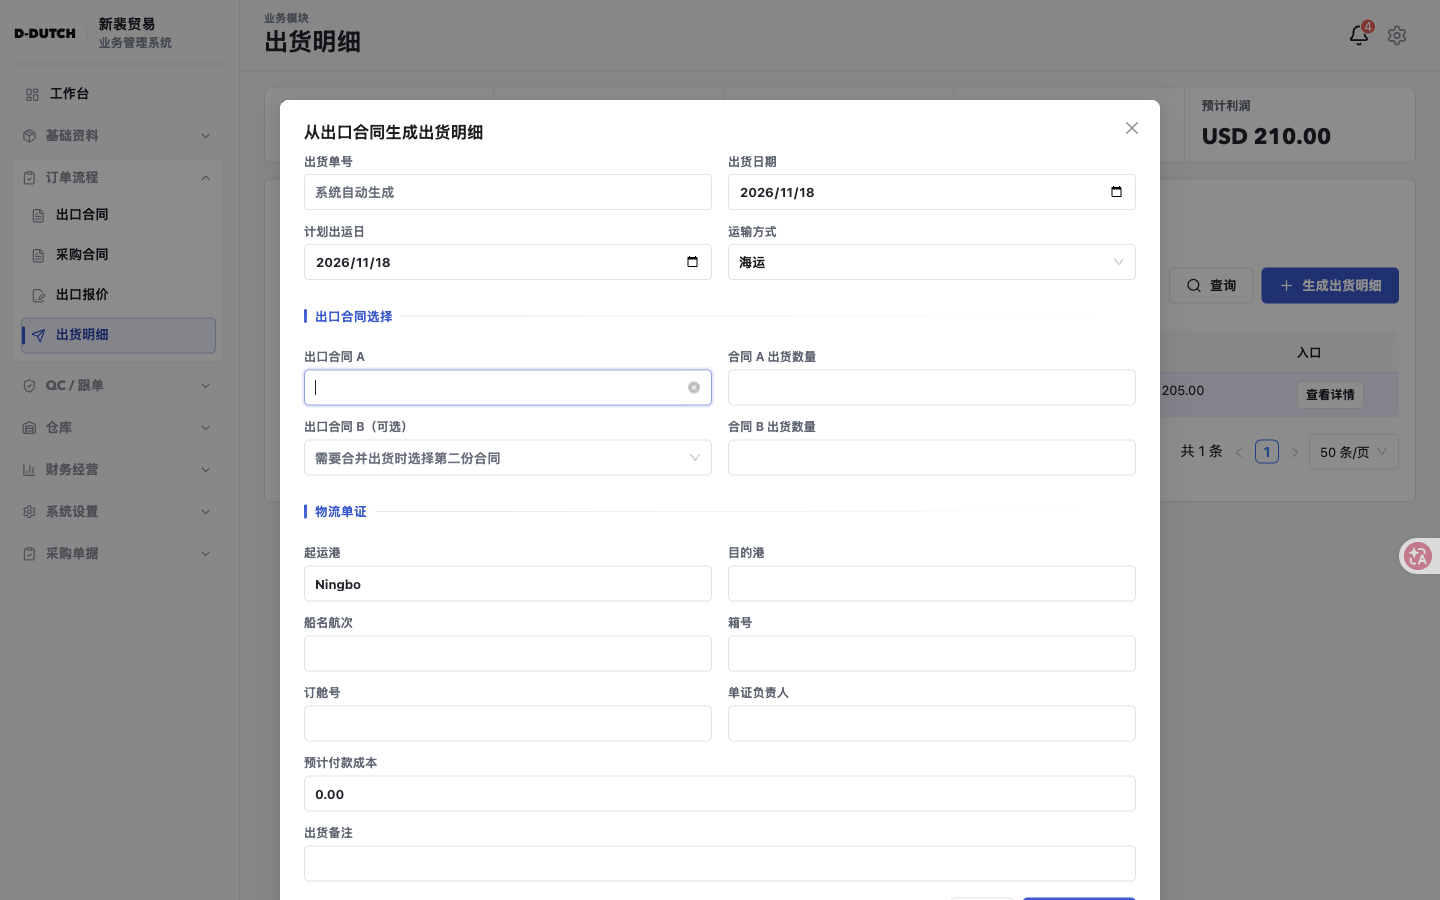 D-DUTCH
新裴贸易
业务管理系统
工作台
基础资料
订单流程
出口合同
采购合同
出口报价
出货明细
QC / 跟单
仓库
财务经营
系统设置
采购单据
业务模块
出货明细
4
预计利润
USD 210.00
查询
生成出货明细
入口
205.00
查看详情
共 1 条
1
50 条/页
从出口合同生成出货明细
出货单号
出货日期
系统自动生成
2026/11/18
计划出运日
运输方式
2026/11/18
海运
出口合同选择
出口合同 A
合同 A 出货数量
出口合同 B（可选）
合同 B 出货数量
需要合并出货时选择第二份合同
物流单证
起运港
目的港
Ningbo
船名航次
箱号
订舱号
单证负责人
预计付款成本
0.00
出货备注